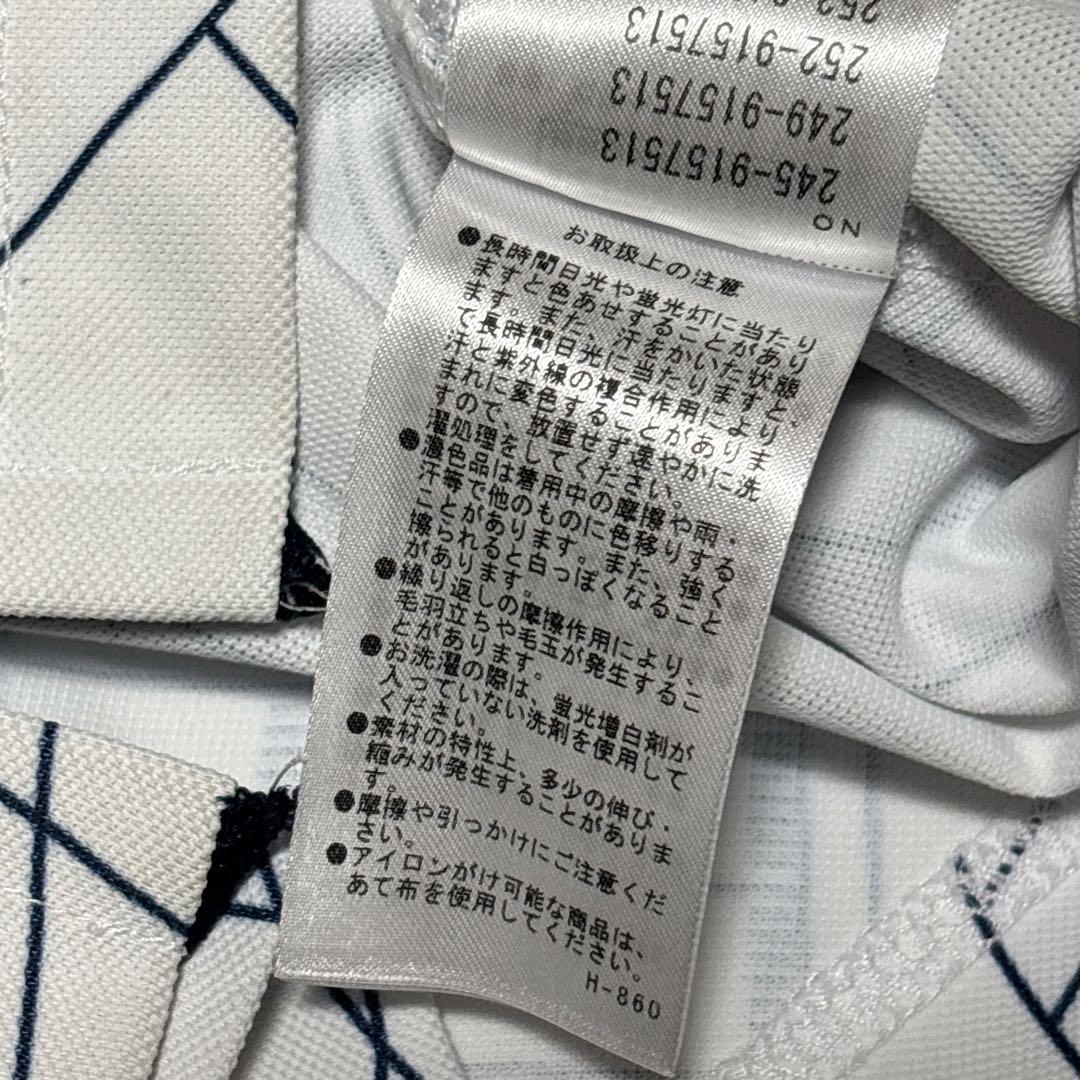 お取扱上の注意
●長時間日光や蛍光灯に当たり
ますと色あせすることがあり
ます。また、汗をかいた状態
で長時間日光に当たりますと、
汗と紫外線の複合作用により
まれに変色することがありま
すので、放置せず速やかに洗
濯処理をしてください。
●濃色品は着用中の摩擦や雨・
汗等で他のものに色移りする
ことがあります。また、強く
擦られると白っぽくなること
があります。
●繰り返しの摩擦作用により、
毛羽立ちや毛玉が発生するこ
とがあります。
●お洗濯の際は、蛍光増白剤が
入っていない洗剤を使用して
ください。
●素材の特性上、多少の伸び・
縮みが発生することがありま
す。
●摩擦や引っかけにご注意くだ
さい。
●アイロンがけ可能な商品は、
あて布を使用してください。
H-860
NO
245-9157513
249-9157513
252-9157513